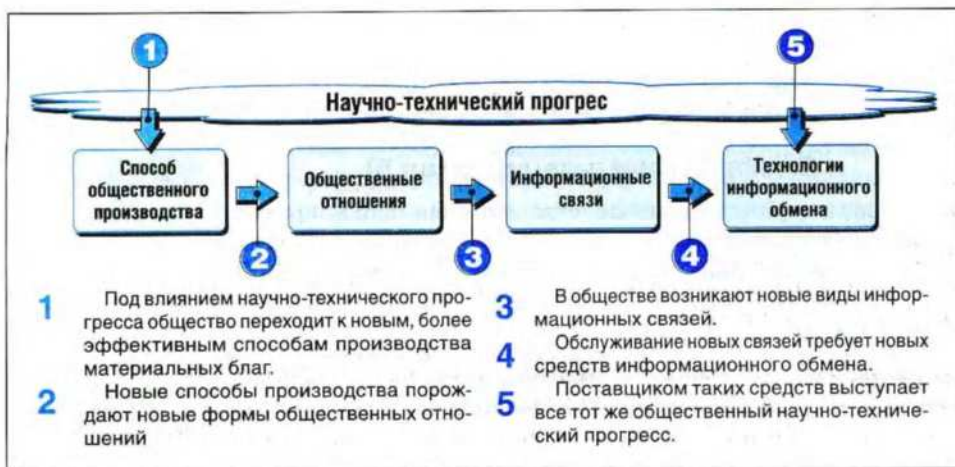 1
5
Научно-технический прогрес
Способ
общественного
производства
Общественные
отношения
Информационные
связи
Технологии
информационного
обмена
2
3
4
1
Под влиянием научно-технического про-
гресса общество переходит к новым, более
эффективным способам производства
материальных благ.
2
Новые способы производства порож-
дают новые формы общественных отно-
шений
3
В обществе возникают новые виды инфор-
мационных связей.
4
Обслуживание новых связей требует новых
средств информационного обмена.
5
Поставщиком таких средств выступает
все тот же общественный научно-техниче-
ский прогресс.